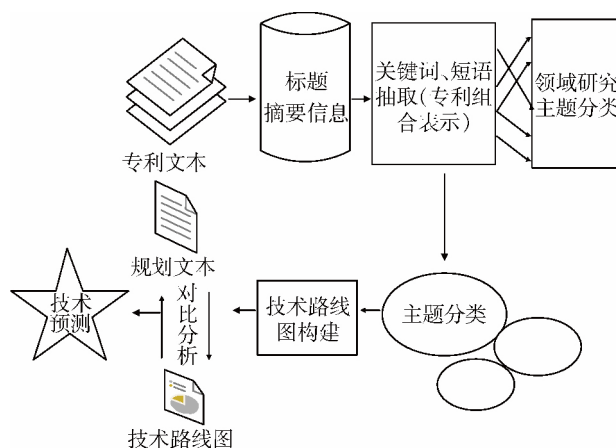 标题
摘要信息
关键词、短语
抽取(专利组
合表示)
领域研究
主题分类
专利文本
规划文本
对比分析
技术
预测
技术路线
图构建
主题分类
技术路线图